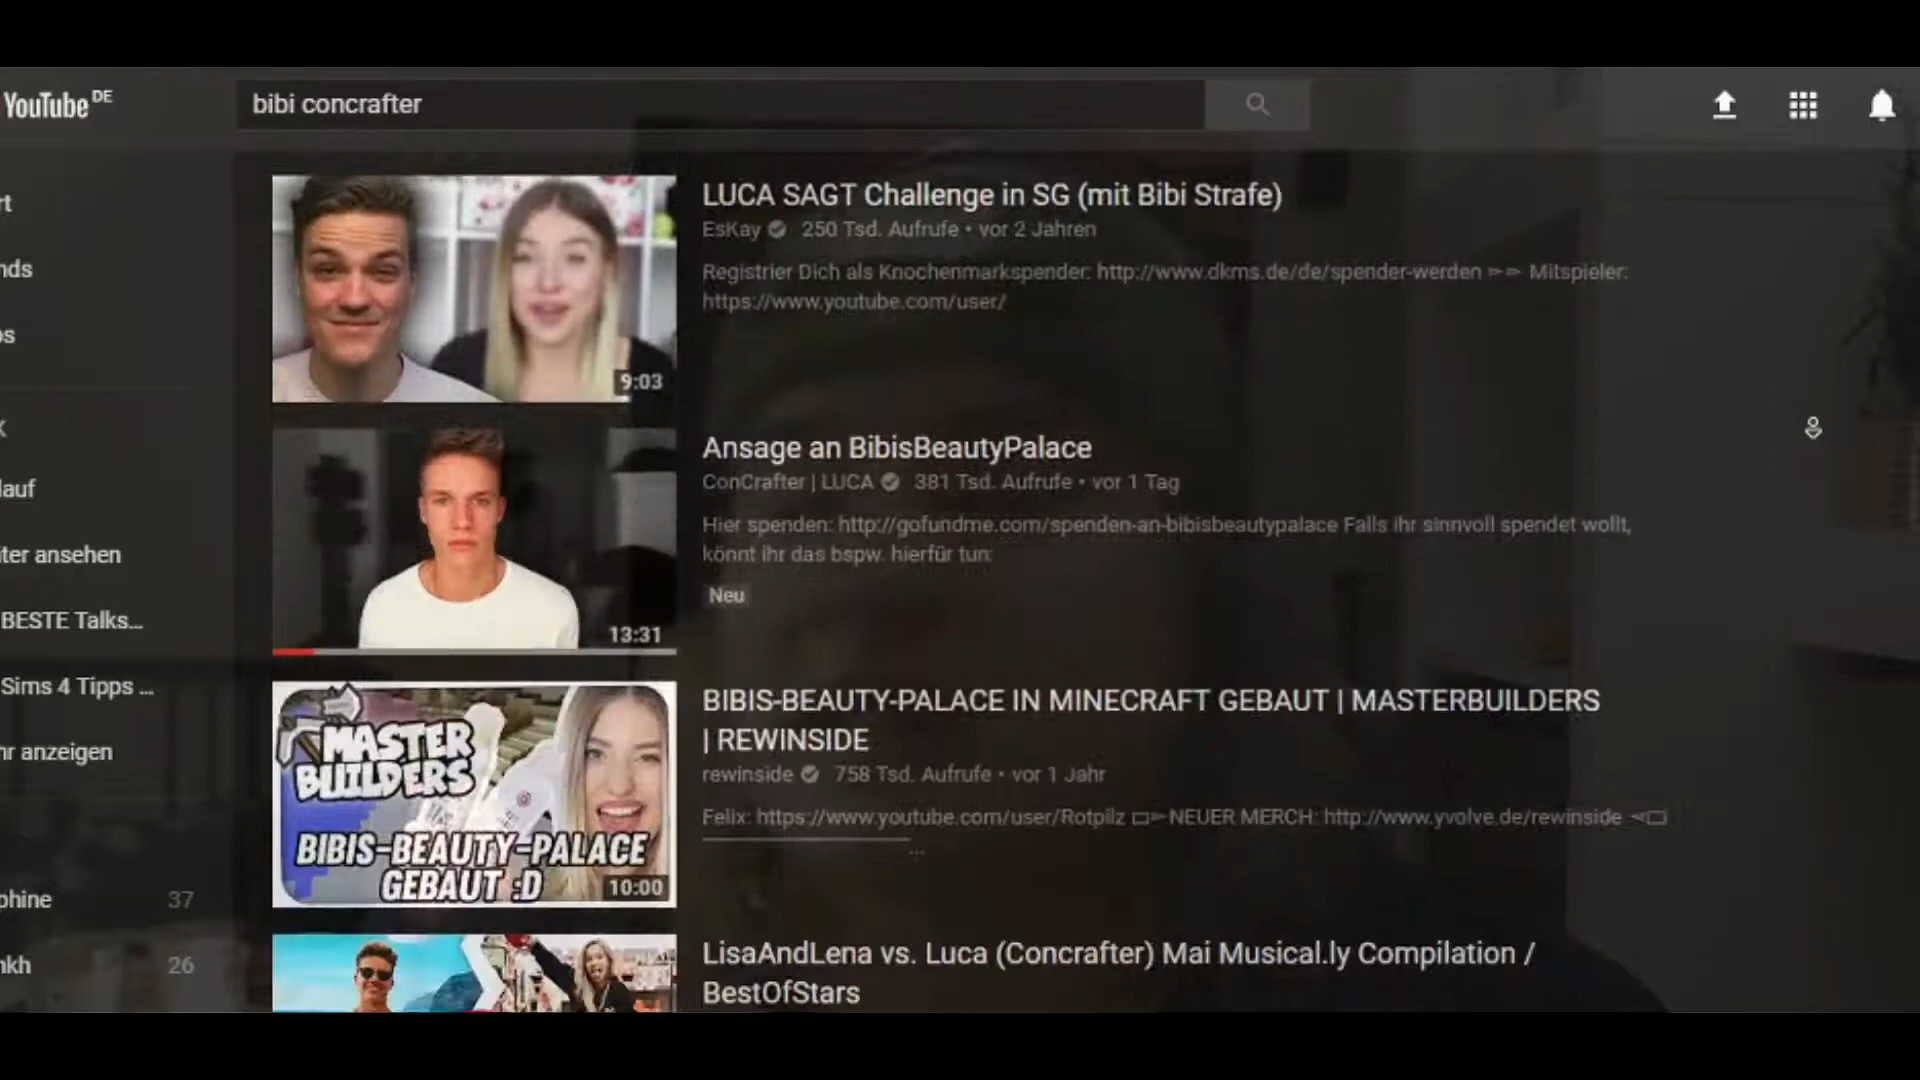 YouTube DE
bibi concrafter
rt
nds
os
K
lauf
ter ansehen
BESTE Talks...
Sims 4 Tipps ...
hr anzeigen
phine 37
nkh 26
9:03
LUCA SAGT Challenge in SG (mit Bibi Strafe)
EsKay 250 Tsd. Aufrufe • vor 2 Jahren
Registrier Dich als Knochenmarkspender: http://www.dkms.de/de/spender-werden ►► Mitspieler:
https://www.youtube.com/user/
13:31
Ansage an BibisBeautyPalace
ConCrafter | LUCA 381 Tsd. Aufrufe • vor 1 Tag
Hier spenden: http://gofundme.com/spenden-an-bibisbeautypalace Falls ihr sinnvoll spendet wollt,
könnt ihr das bspw. hierfür tun:
Neu
MASTER
BUILDERS
BIBIS-BEAUTY-PALACE
GEBAUT :D
10:00
BIBIS-BEAUTY-PALACE IN MINECRAFT GEBAUT | MASTERBUILDERS
| REWINSIDE
rewinside 758 Tsd. Aufrufe • vor 1 Jahr
Felix: https://www.youtube.com/user/Rotpilz ▭►NEUER MERCH: http://www.yvolve.de/rewinside ◄▭
...
LisaAndLena vs. Luca (Concrafter) Mai Musical.ly Compilation /
BestOfStars